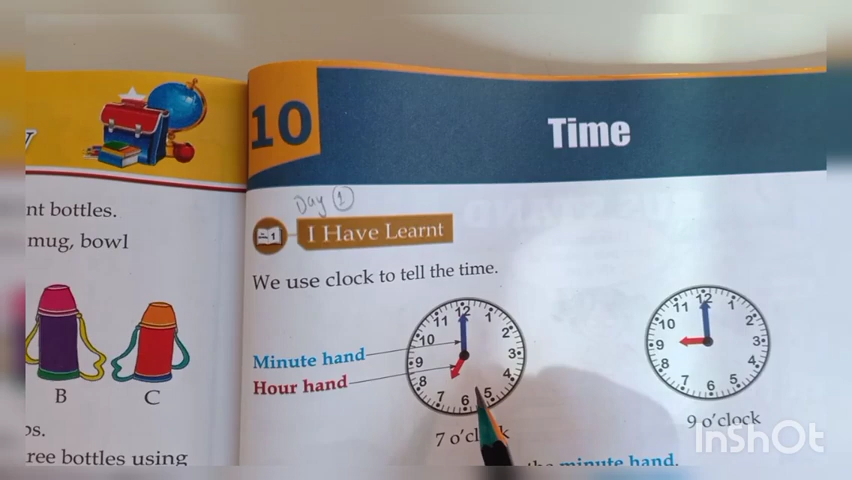 nt bottles.
mug, bowl
B
C
ree bottles using
10
Time
Day 1
1
I Have Learnt
We use clock to tell the time.
Minute hand
Hour hand
12
1
2
3
4
5
6
7
8
9
10
11
7 o'clock
12
1
2
3
4
5
6
7
8
9
10
11
9 o'clock
minute hand.
InShOt